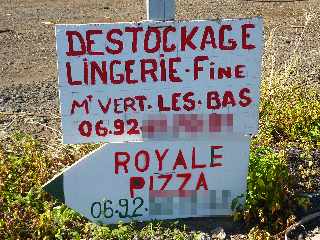 DESTOCKAGE
LINGERIE·Fine
Mt VERT·LES·BAS
06.92
ROYALE
PIZZA
06.92